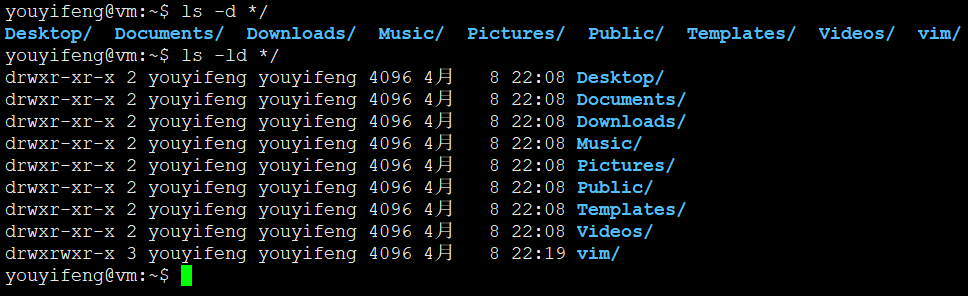 youyifeng@vm:~$ ls -d */
Desktop/  Documents/  Downloads/  Music/  Pictures/  Public/  Templates/  Videos/  vim/
youyifeng@vm:~$ ls -ld */
drwxr-xr-x 2 youyifeng youyifeng 4096 4月   8 22:08 Desktop/
drwxr-xr-x 2 youyifeng youyifeng 4096 4月   8 22:08 Documents/
drwxr-xr-x 2 youyifeng youyifeng 4096 4月   8 22:08 Downloads/
drwxr-xr-x 2 youyifeng youyifeng 4096 4月   8 22:08 Music/
drwxr-xr-x 2 youyifeng youyifeng 4096 4月   8 22:08 Pictures/
drwxr-xr-x 2 youyifeng youyifeng 4096 4月   8 22:08 Public/
drwxr-xr-x 2 youyifeng youyifeng 4096 4月   8 22:08 Templates/
drwxr-xr-x 2 youyifeng youyifeng 4096 4月   8 22:08 Videos/
drwxrwxr-x 3 youyifeng youyifeng 4096 4月   8 22:19 vim/
youyifeng@vm:~$